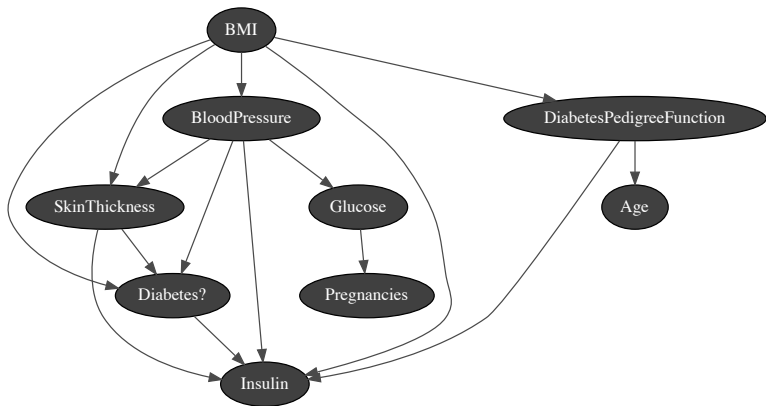 BMI
BloodPressure
DiabetesPedigreeFunction
SkinThickness
Glucose
Age
Diabetes?
Pregnancies
Insulin